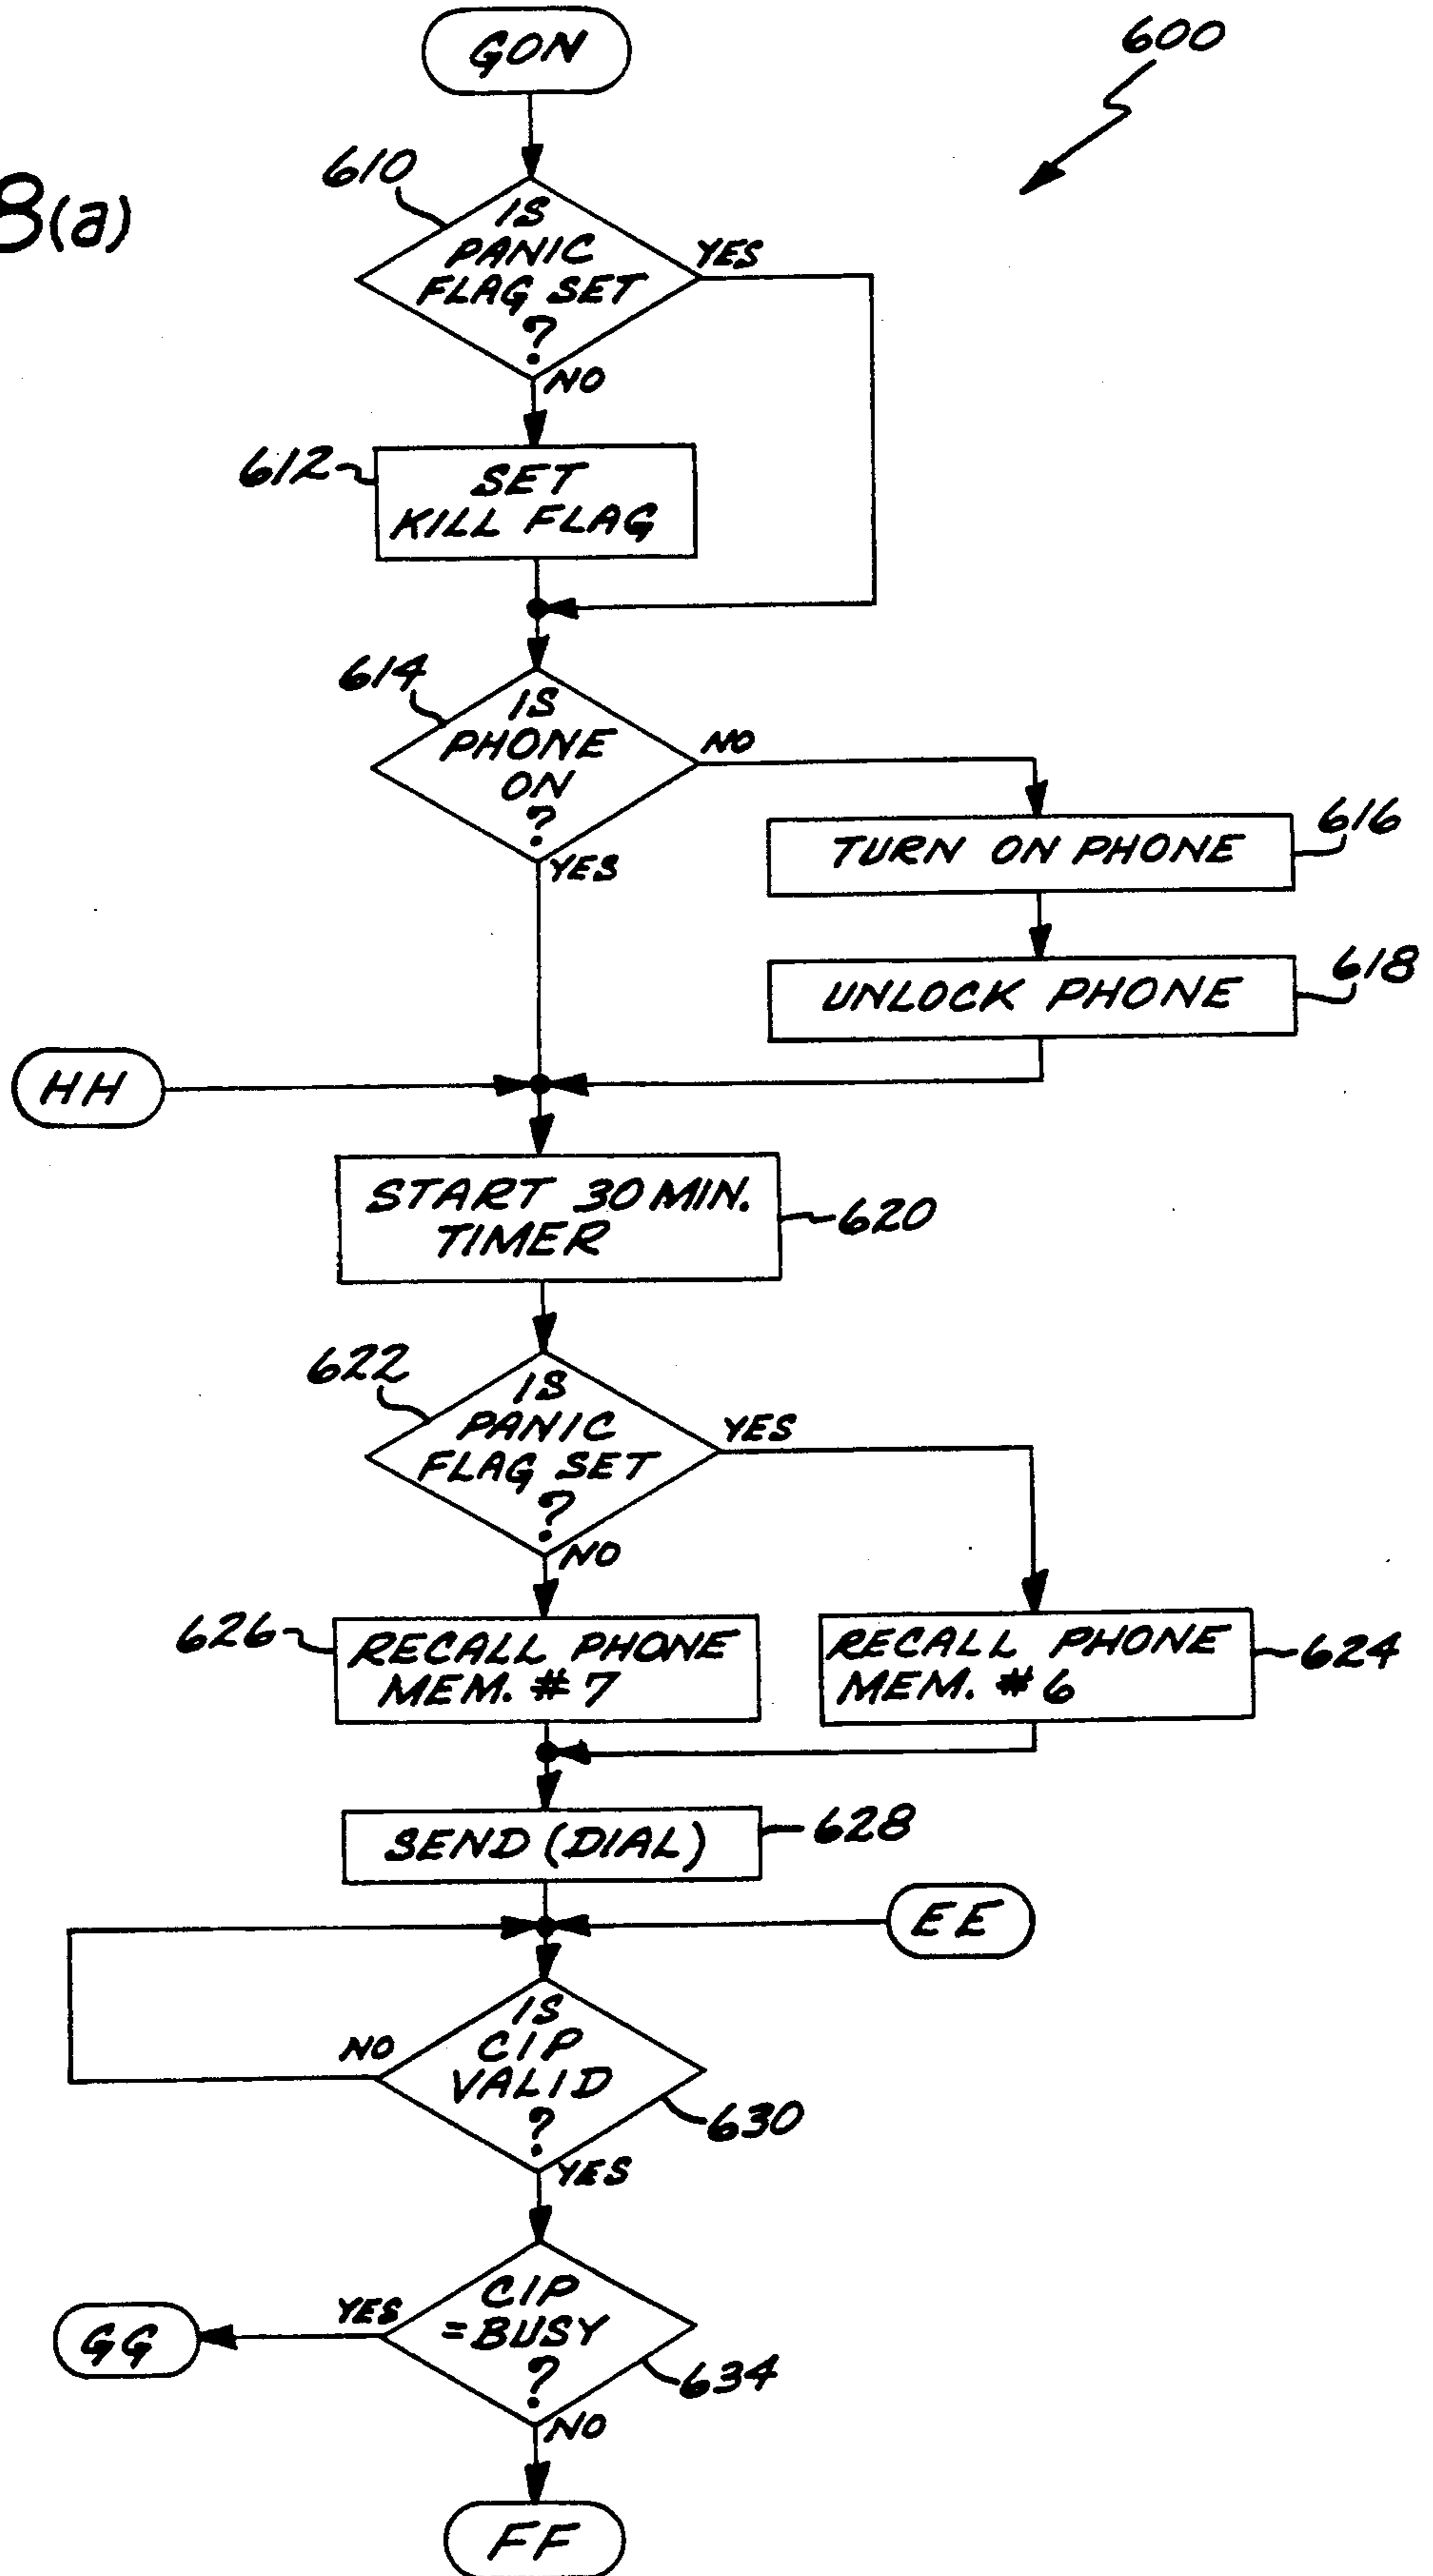 GON
600
8(a)
610
IS
PANIC
FLAG SET
?
YES
NO
612
SET
KILL FLAG
614
IS
PHONE
ON
?
NO
YES
TURN ON PHONE
616
UNLOCK PHONE
618
HH
START 30 MIN.
TIMER
620
622
IS
PANIC
FLAG SET
?
YES
NO
626
RECALL PHONE
MEM. #7
RECALL PHONE
MEM. #6
624
SEND (DIAL)
628
EE
IS
CIP
VALID
?
NO
630
YES
CIP
=BUSY
?
YES
GG
634
NO
FF